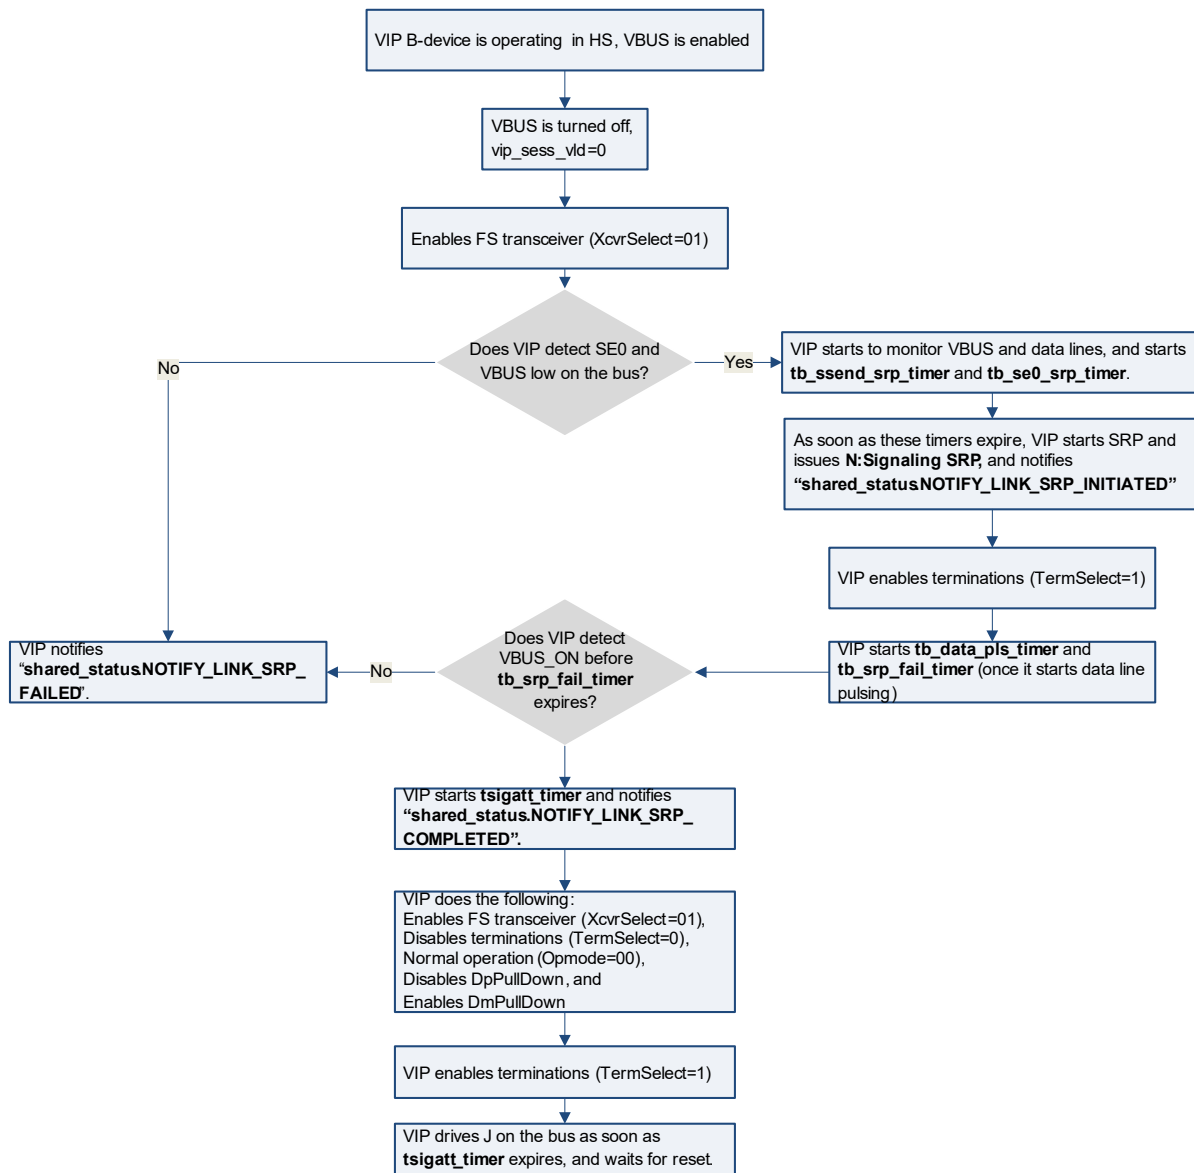 VIP B-device is operating in HS, VBUS is enabled
VBUS is turned off,
vip_sess_vld=0
Enables FS transceiver (XcvrSelect=01)
Does VIP detect SE0 and
VBUS low on the bus?
No
Yes
VIP starts to monitor VBUS and data lines, and starts
tb_ssend_srp_timer and tb_se0_srp_timer.
As soon as these timers expire, VIP starts SRP and
issues N:Signaling SRP, and notifies
“shared_status.NOTIFY_LINK_SRP_INITIATED”
VIP enables terminations (TermSelect=1)
VIP starts tb_data_pls_timer and
tb_srp_fail_timer (once it starts data line
pulsing)
Does VIP detect
VBUS_ON before
tb_srp_fail_timer
expires?
No
VIP notifies
“shared_status.NOTIFY_LINK_SRP_
FAILED”.
VIP starts tsigatt_timer and notifies
“shared_status.NOTIFY_LINK_SRP_
COMPLETED”.
VIP does the following:
Enables FS transceiver (XcvrSelect=01),
Disables terminations (TermSelect=0),
Normal operation (Opmode=00),
Disables DpPullDown, and
Enables DmPullDown
VIP enables terminations (TermSelect=1)
VIP drives J on the bus as soon as
tsigatt_timer expires, and waits for reset.